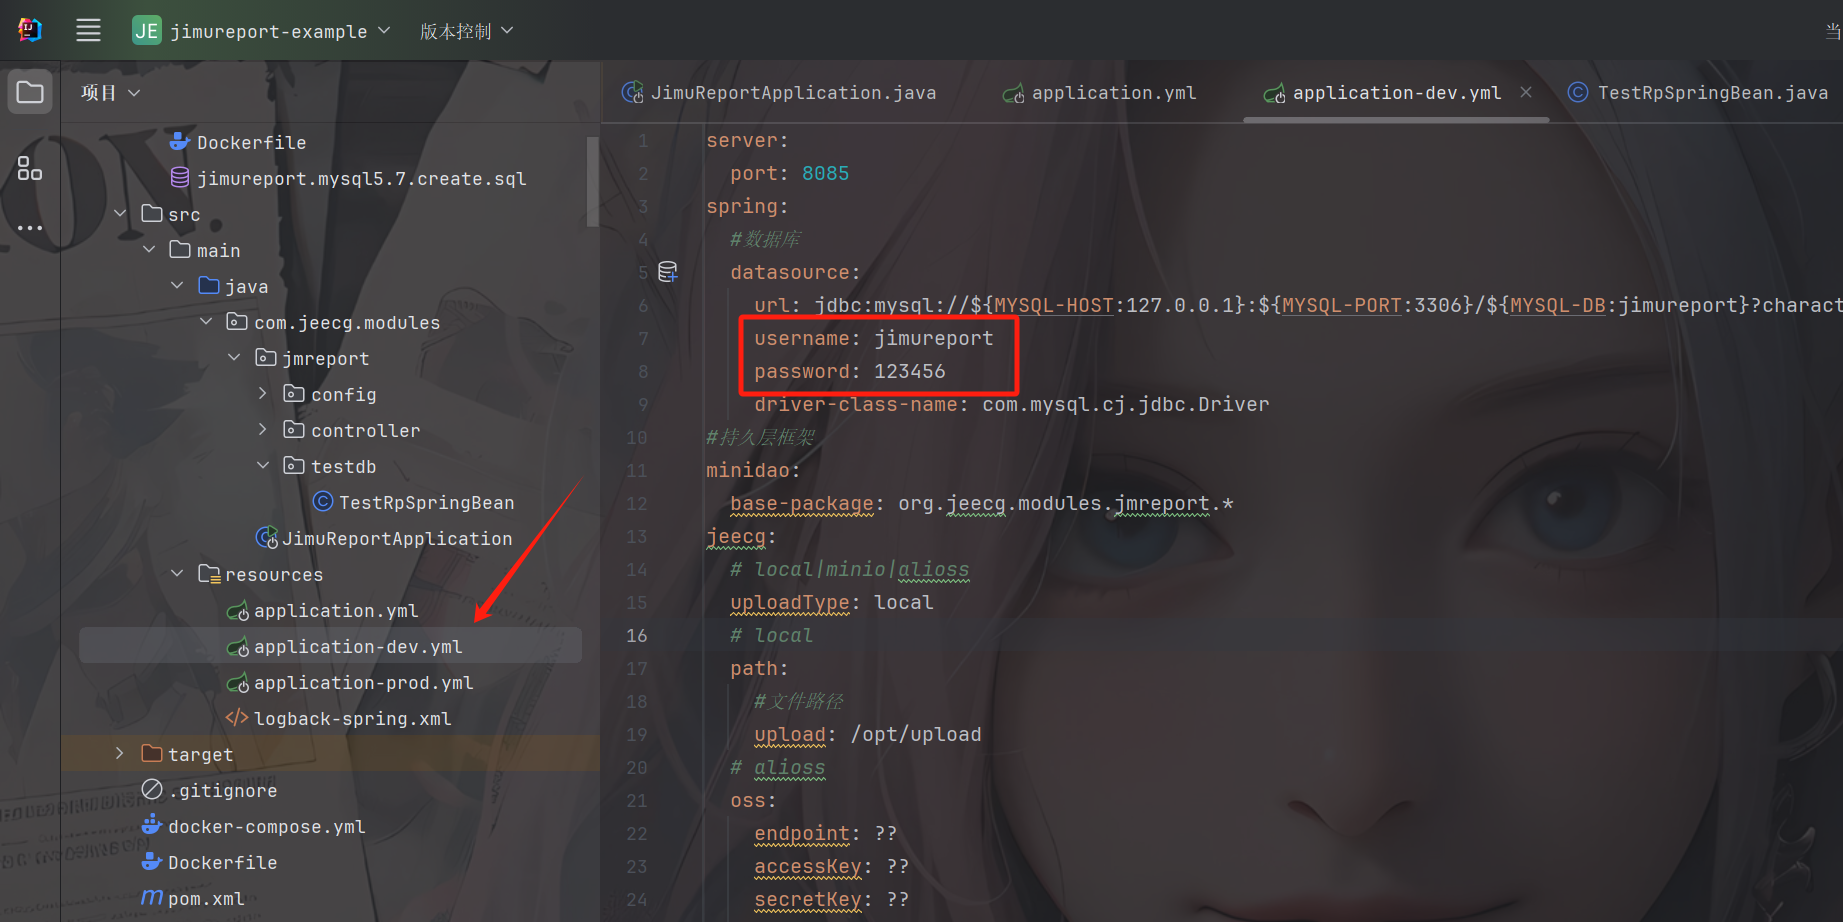 JE jimureport-example 版本控制 当
项目
Dockerfile
jimureport.mysql5.7.create.sql
src
main
java
com.jeecg.modules
jmreport
config
controller
testdb
TestRpSpringBean
JimuReportApplication
resources
application.yml
application-dev.yml
application-prod.yml
logback-spring.xml
target
.gitignore
docker-compose.yml
Dockerfile
pom.xml
JimuReportApplication.java application.yml application-dev.yml TestRpSpringBean.java
1 server:
2 port: 8085
3 spring:
4 #数据库
5 datasource:
6 url: jdbc:mysql://${MYSQL-HOST:127.0.0.1}:${MYSQL-PORT:3306}/${MYSQL-DB:jimureport}?charact
7 username: jimureport
8 password: 123456
9 driver-class-name: com.mysql.cj.jdbc.Driver
10 #持久层框架
11 minidao:
12 base-package: org.jeecg.modules.jmreport.*
13 jeecg:
14 # local|minio|alioss
15 uploadType: local
16 # local
17 path:
18 #文件路径
19 upload: /opt/upload
20 # alioss
21 oss:
22 endpoint: ??
23 accessKey: ??
24 secretKey: ??